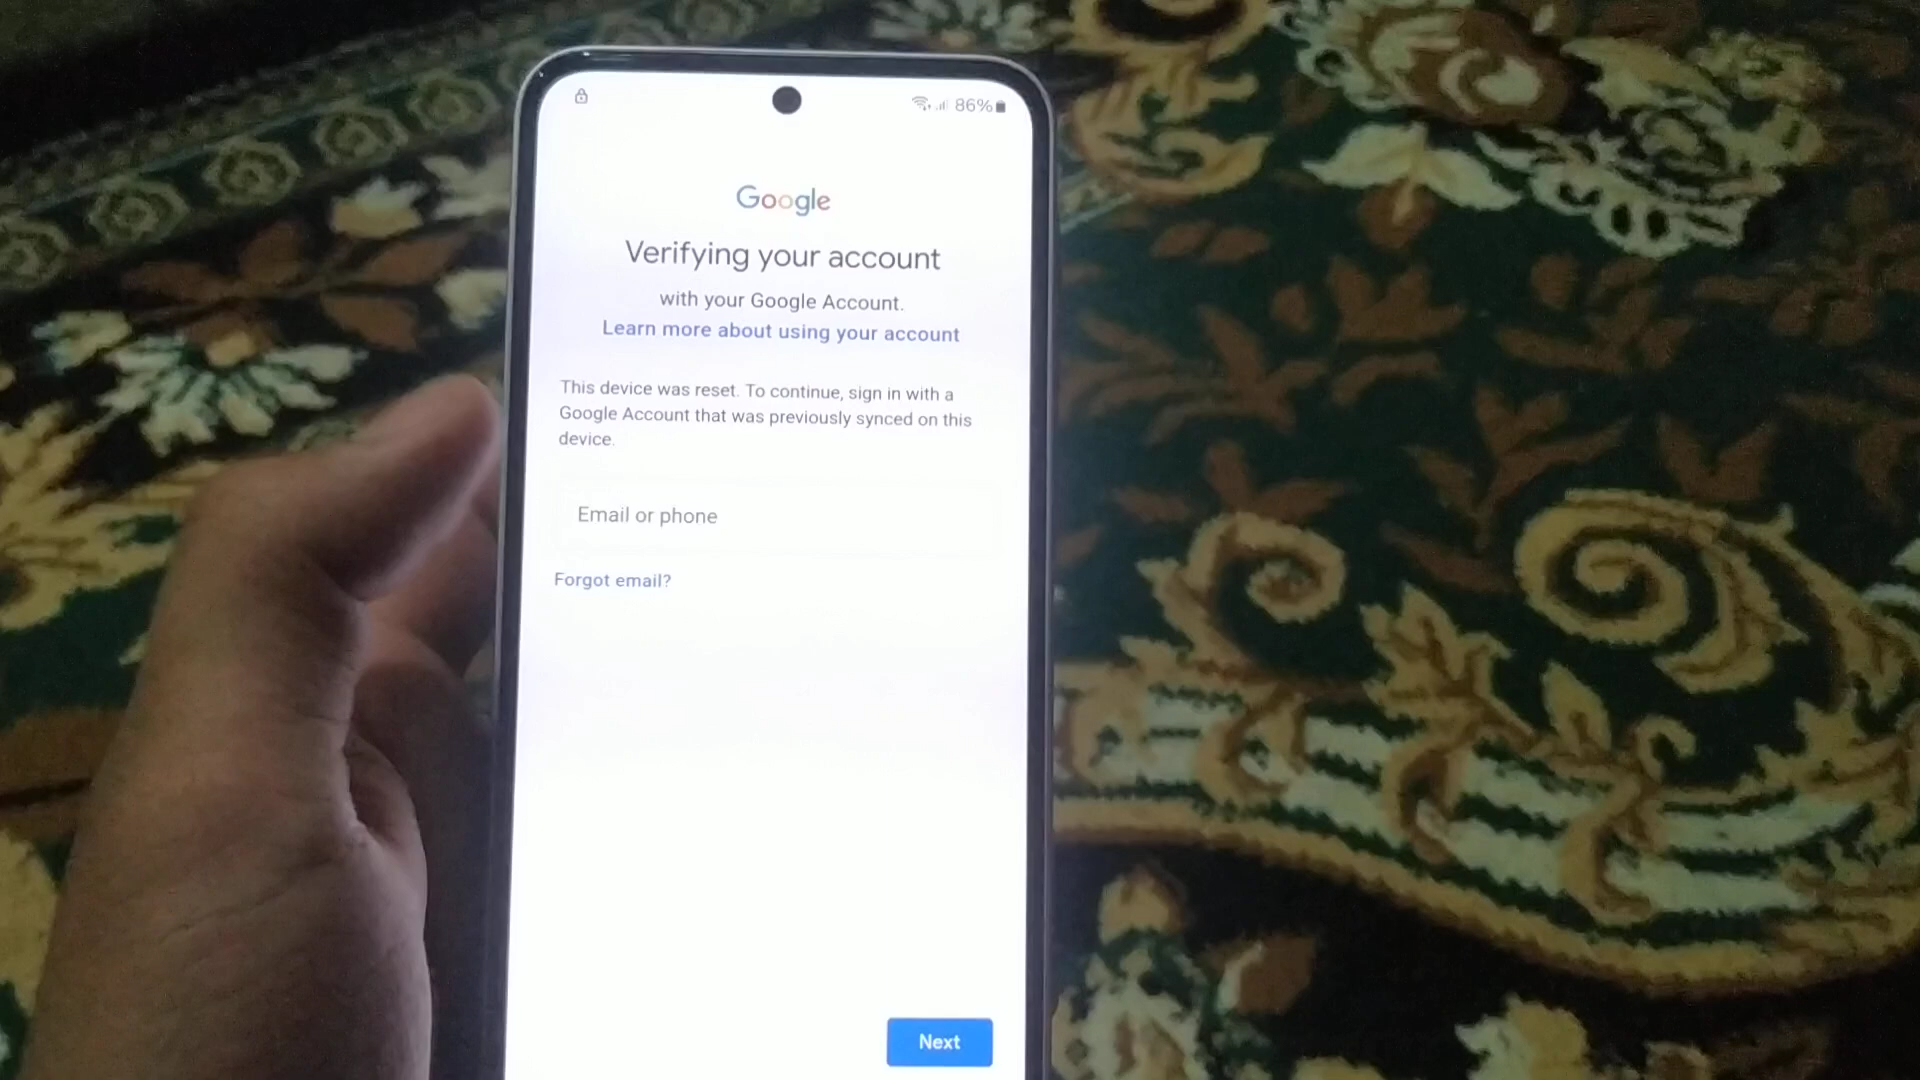 86%
Google
Verifying your account
with your Google Account.
Learn more about using your account
This device was reset. To continue, sign in with a
Google Account that was previously synced on this
device.
Email or phone
Forgot email?
Next